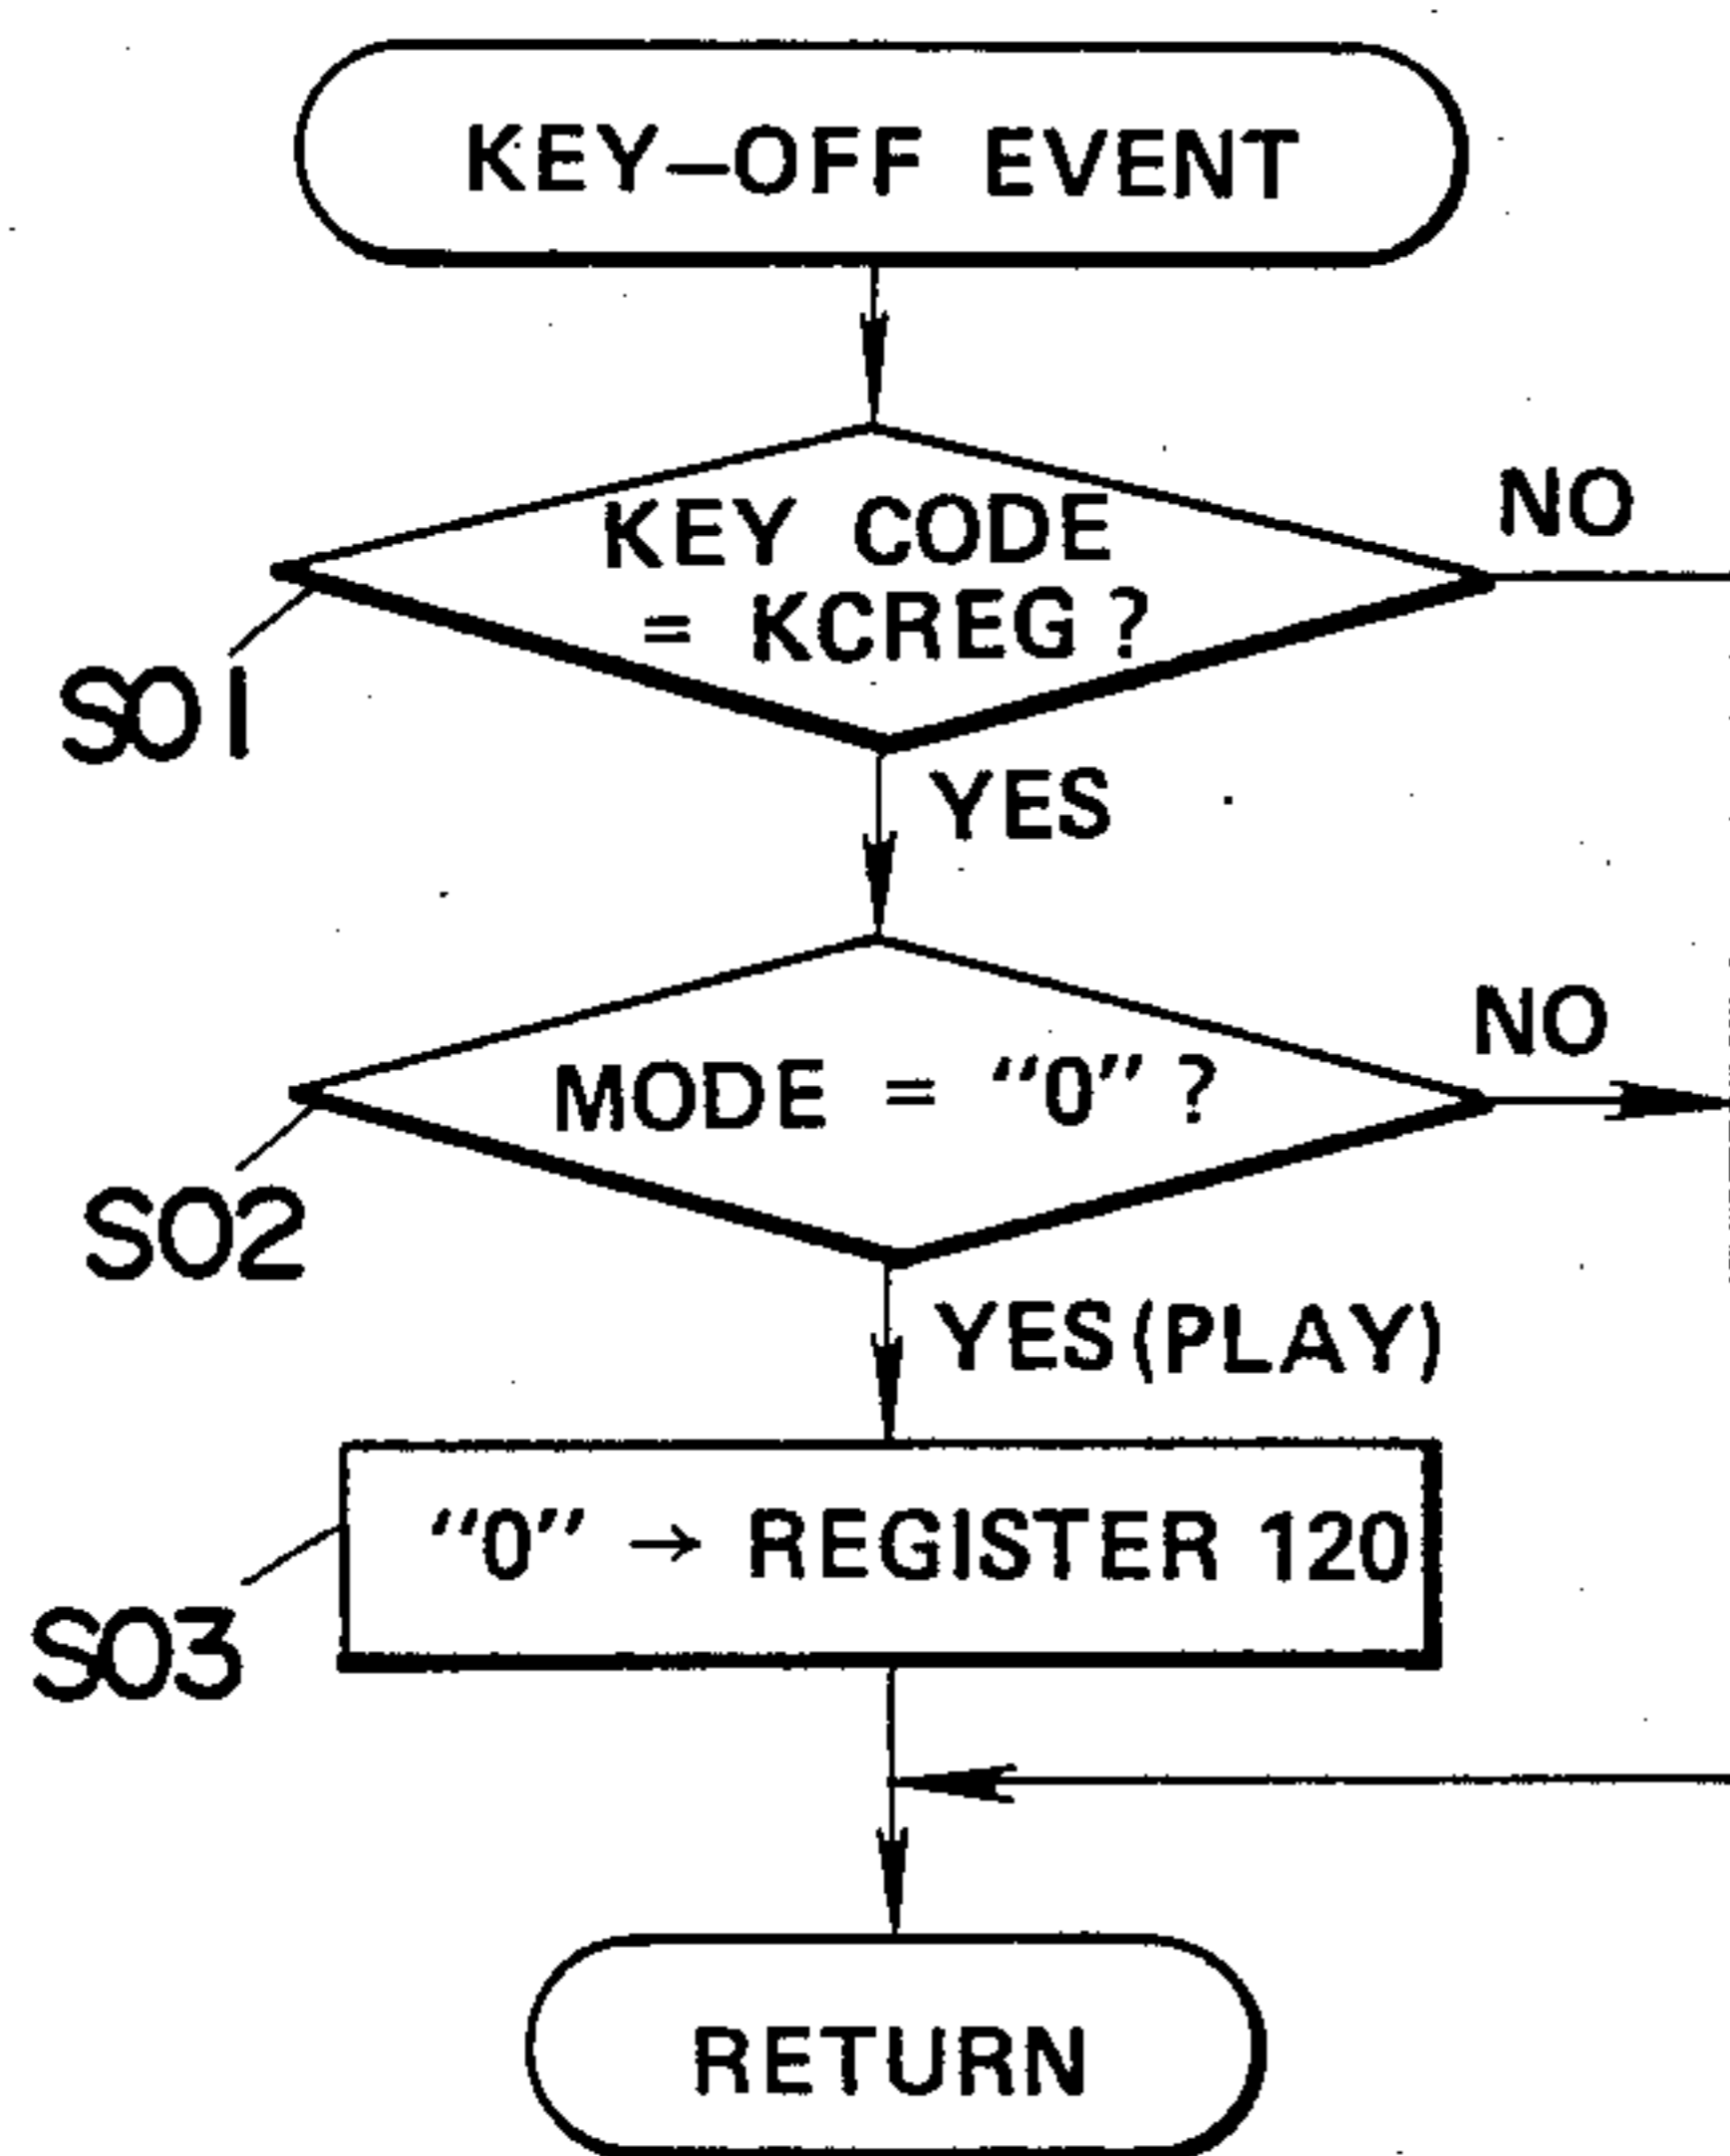 KEY-OFF EVENT
KEY CODE
= KCREG ?
NO
S01
YES
MODE = "0" ?
NO
S02
YES (PLAY)
"0" → REGISTER 120
S03
RETURN